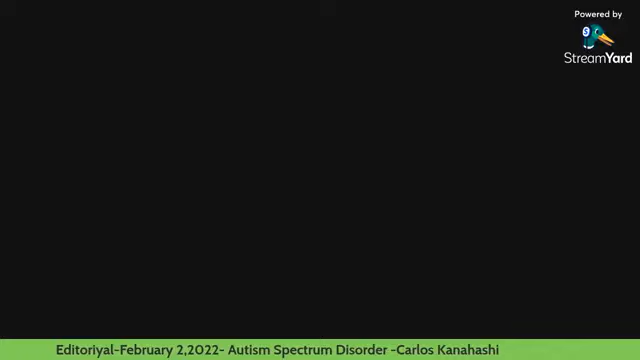 Powered by
StreamYard
Editoriyal-February 2,2022- Autism Spectrum Disorder -Carlos Kanahashi